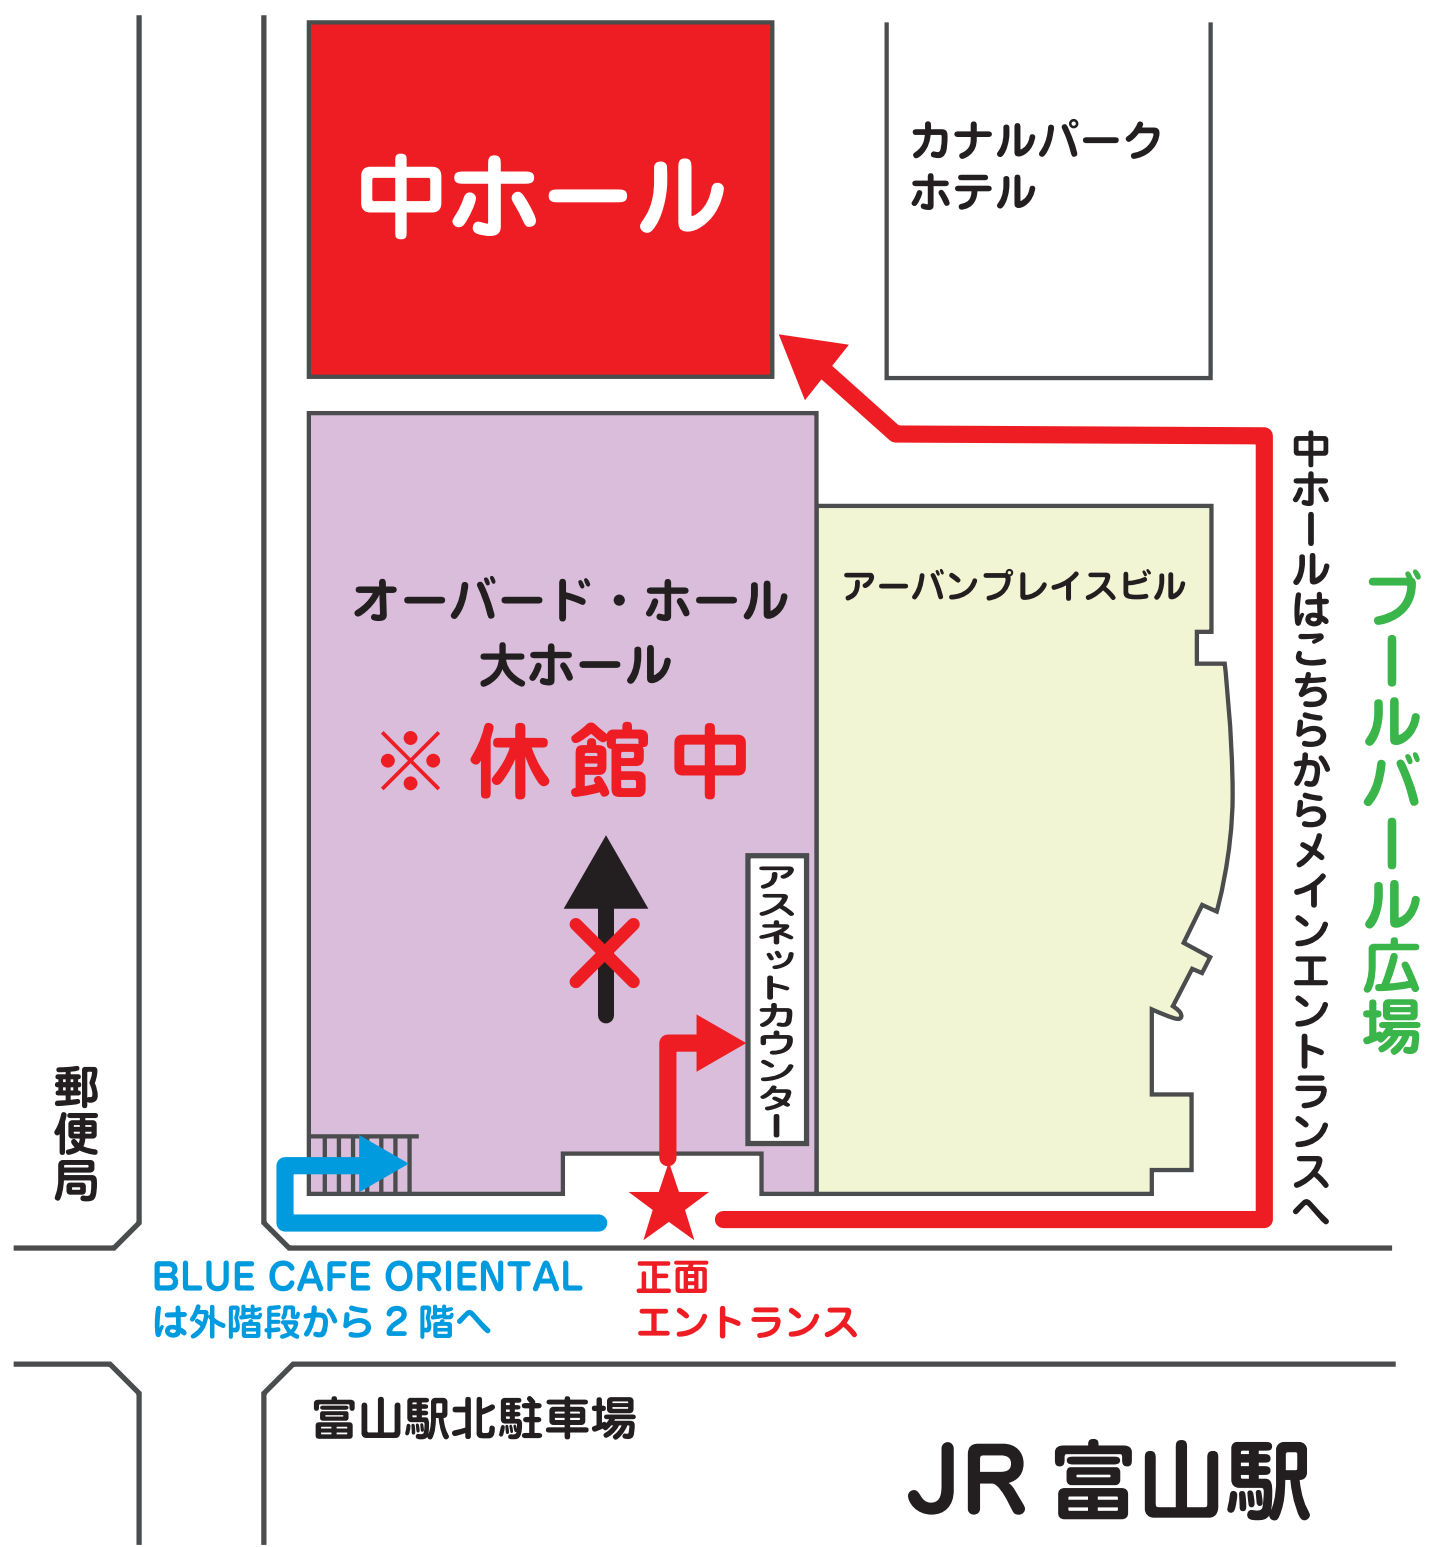 中ホール
カナルパーク
ホテル
オーバード・ホール
大ホール
※休館中
アーバンプレイスビル
アスネットカウンター
中ホールはこちらからメインエントランスへ
ブールバール広場
郵便局
BLUE CAFE ORIENTAL
は外階段から2階へ
正面
エントランス
富山駅北駐車場
JR 富山駅